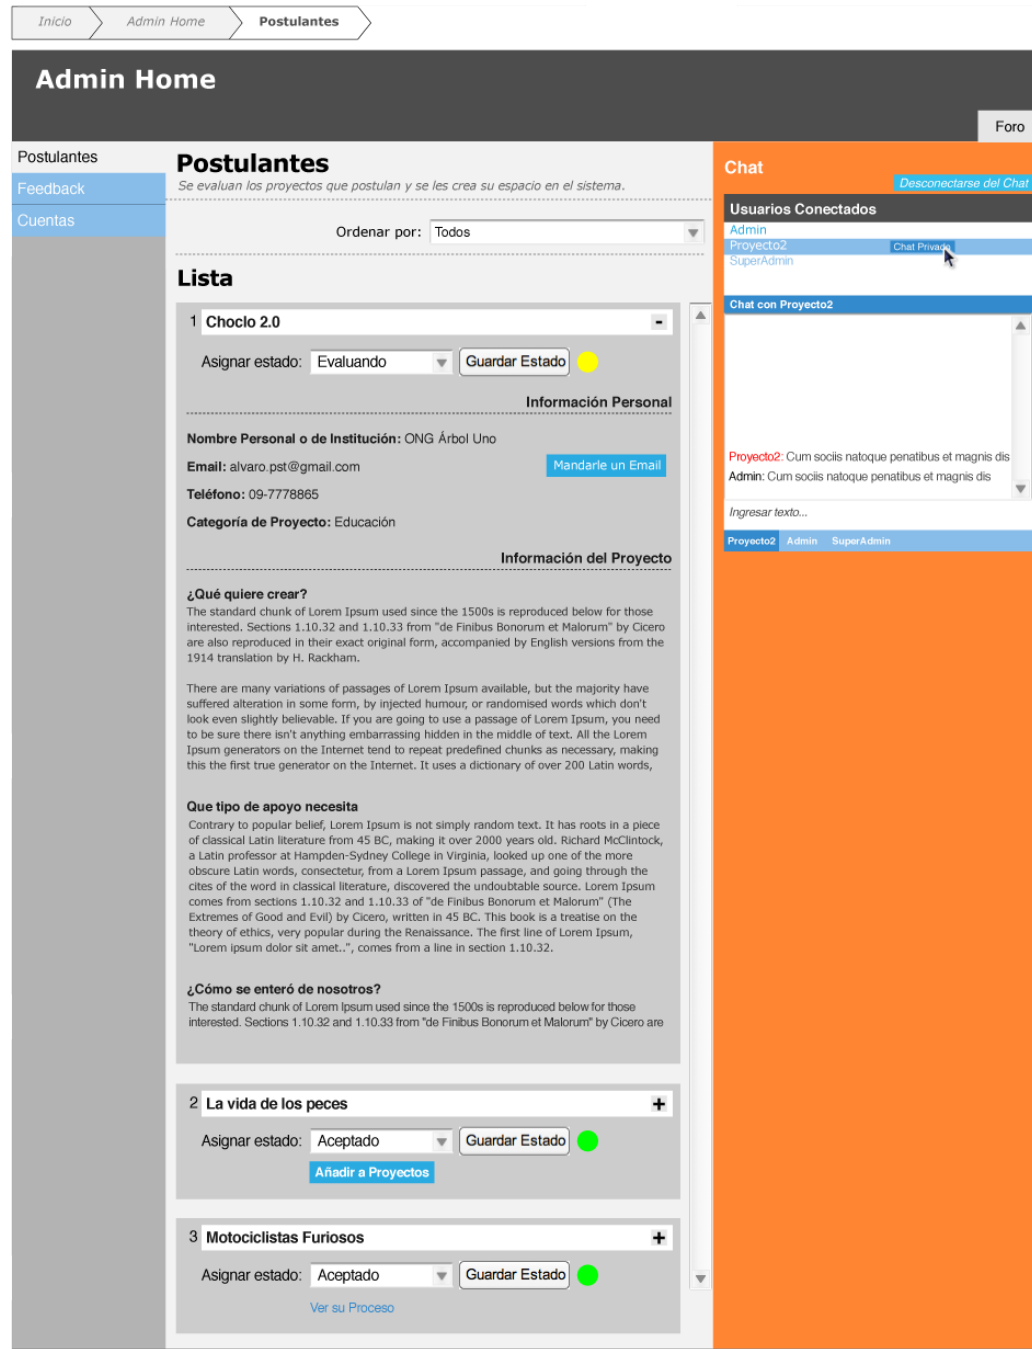 Inicio
Admin Home
Postulantes
Admin Home
Foro
Postulantes
Feedback
Cuentas
Postulantes
Se evaluan los proyectos que postulan y se les crea su espacio en el sistema.
Ordenar por: Todos
Lista
1 Choclo 2.0 -
Asignar estado: Evaluando Guardar Estado
Información Personal
Nombre Personal o de Institución: ONG Árbol Uno
Email: alvaro.pst@gmail.com Mandarle un Email
Teléfono: 09-7778865
Categoría de Proyecto: Educación
Información del Proyecto
¿Qué quiere crear?
The standard chunk of Lorem Ipsum used since the 1500s is reproduced below for those
interested. Sections 1.10.32 and 1.10.33 from "de Finibus Bonorum et Malorum" by Cicero
are also reproduced in their exact original form, accompanied by English versions from the
1914 translation by H. Rackham.
There are many variations of passages of Lorem Ipsum available, but the majority have
suffered alteration in some form, by injected humour, or randomised words which don't
look even slightly believable. If you are going to use a passage of Lorem Ipsum, you need
to be sure there isn't anything embarrassing hidden in the middle of text. All the Lorem
Ipsum generators on the Internet tend to repeat predefined chunks as necessary, making
this the first true generator on the Internet. It uses a dictionary of over 200 Latin words,
Que tipo de apoyo necesita
Contrary to popular belief, Lorem Ipsum is not simply random text. It has roots in a piece
of classical Latin literature from 45 BC, making it over 2000 years old. Richard McClintock,
a Latin professor at Hampden-Sydney College in Virginia, looked up one of the more
obscure Latin words, consectetur, from a Lorem Ipsum passage, and going through the
cites of the word in classical literature, discovered the undoubtable source. Lorem Ipsum
comes from sections 1.10.32 and 1.10.33 of "de Finibus Bonorum et Malorum" (The
Extremes of Good and Evil) by Cicero, written in 45 BC. This book is a treatise on the
theory of ethics, very popular during the Renaissance. The first line of Lorem Ipsum,
"Lorem ipsum dolor sit amet..", comes from a line in section 1.10.32.
¿Cómo se enteró de nosotros?
The standard chunk of Lorem Ipsum used since the 1500s is reproduced below for those
interested. Sections 1.10.32 and 1.10.33 from "de Finibus Bonorum et Malorum" by Cicero are
2 La vida de los peces +
Asignar estado: Aceptado Guardar Estado
Añadir a Proyectos
3 Motociclistas Furiosos +
Asignar estado: Aceptado Guardar Estado
Ver su Proceso
Chat
Desconectarse del Chat
Usuarios Conectados
Admin
Proyecto2 Chat Privado
SuperAdmin
Chat con Proyecto2
Proyecto2: Cum sociis natoque penatibus et magnis dis
Admin: Cum sociis natoque penatibus et magnis dis
Ingresar texto...
Proyecto2 Admin SuperAdmin